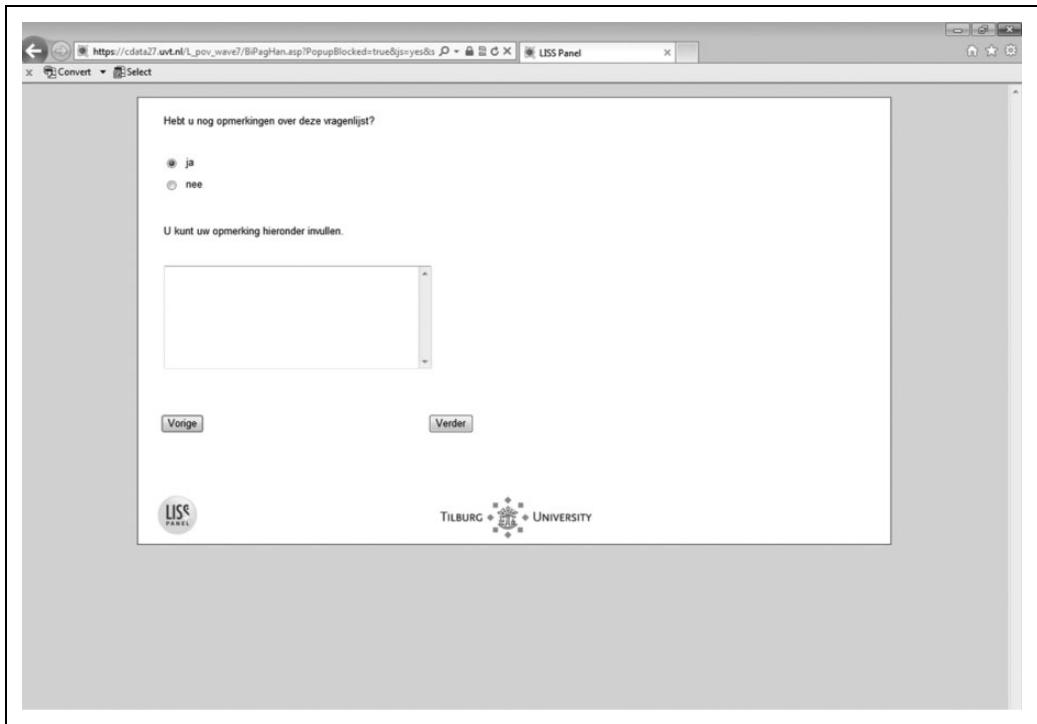 https://cdata27.uvt.nl/L_pov_wave7/BiPagHan.asp?PopupBlocked=true&js=yes&s
LISS Panel
x Convert Select
Hebt u nog opmerkingen over deze vragenlijst?
ja
nee
U kunt uw opmerking hieronder invullen.
Vorige Verder
LISS
PANEL
TILBURG UNIVERSITY